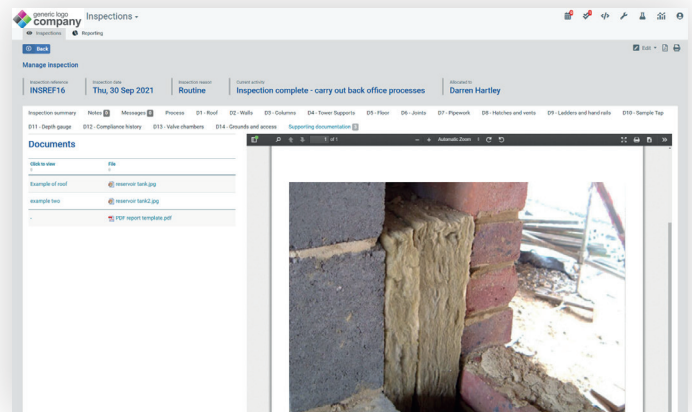 generic logo
company
Inspections
Inspections Reporting
Back Edit
Manage inspection
Inspection reference Inspection date Inspection reason Current activity Allocated to
INSREF16 Thu, 30 Sep 2021 Routine Inspection complete - carry out back office processes Darren Hartley
Inspection summary Notes 0 Messages 0 Process D1 - Roof D2 - Walls D3 - Columns D4 - Tower Supports D5 - Floor D6 - Joints D7 - Pipework D8 - Hatches and vents D9 - Ladders and hand rails D10 - Sample Tap
D11 - Depth gauge D12 - Compliance history D13 - Valve chambers D14 - Grounds and access Supporting documentation 3
Documents
1 of 1 Automatic Zoom
Click to view File
Example of roof reservoir tank.jpg
example two reservoir tank2.jpg
- PDF report template.pdf